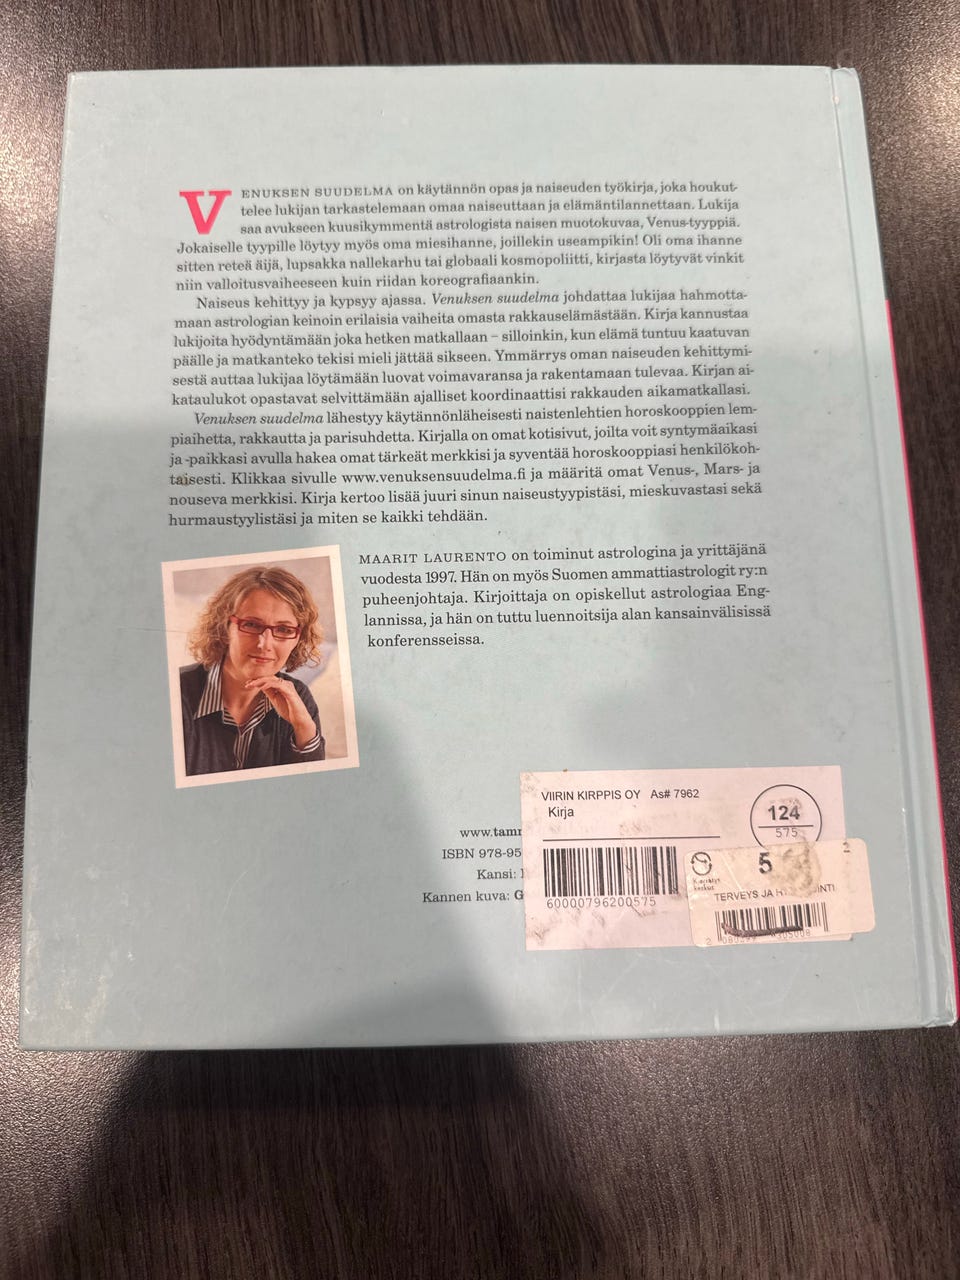 VENUKSEN SUUDELMA on käytännön opas ja naiseuden työkirja, joka houkut-
telee lukijan tarkastelemaan omaa naiseuttaan ja elämäntilannettaan. Lukija
saa avukseen kuusikymmentä astrologista naisen muotokuvaa, Venus-tyyppiä.
Jokaiselle tyypille löytyy myös oma miesihanne, joillekin useampikin! Oli oma ihanne
sitten reteä äijä, lupsakka nallekarhu tai globaali kosmopoliitti, kirjasta löytyvät vinkit
niin valloitusvaiheeseen kuin riidan koreografiaankin.
Naiseus kehittyy ja kypsyy ajassa. Venuksen suudelma johdattaa lukijaa hahmotta-
maan astrologian keinoin erilaisia vaiheita omasta rakkauselämästään. Kirja kannustaa
lukijoita hyödyntämään joka hetken matkallaan – silloinkin, kun elämä tuntuu kaatuvan
päälle ja matkanteko tekisi mieli jättää sikseen. Ymmärrys oman naiseuden kehittymi-
sestä auttaa lukijaa löytämään luovat voimavaransa ja rakentamaan tulevaa. Kirjan ai-
kataulukot opastavat selvittämään ajalliset koordinaattisi rakkauden aikamatkallasi.
Venuksen suudelma lähestyy käytännönläheisesti naistenlehtien horoskooppien lem-
piaihetta, rakkautta ja parisuhdetta. Kirjalla on omat kotisivut, joilta voit syntymäaikasi
ja -paikkasi avulla hakea omat tärkeät merkkisi ja syventää horoskooppiasi henkilökoh-
taisesti. Klikkaa sivulle www.venuksensuudelma.fi ja määritä omat Venus-, Mars- ja
nouseva merkkisi. Kirja kertoo lisää juuri sinun naiseustyypistäsi, mieskuvastasi sekä
hurmaustyylistäsi ja miten se kaikki tehdään.
MAARIT LAURENTO on toiminut astrologina ja yrittäjänä
vuodesta 1997. Hän on myös Suomen ammattiastrologit ry:n
puheenjohtaja. Kirjoittaja on opiskellut astrologiaa Eng-
lannissa, ja hän on tuttu luennoitsija alan kansainvälisissä
konferensseissa.
www.tamm
ISBN 978-95
Kansi:
Kannen kuva: G
VIIRIN KIRPPIS OY As# 7962
Kirja
124
575
60000796200575
5
2
Kierrätys
keskus
TERVEYS JA